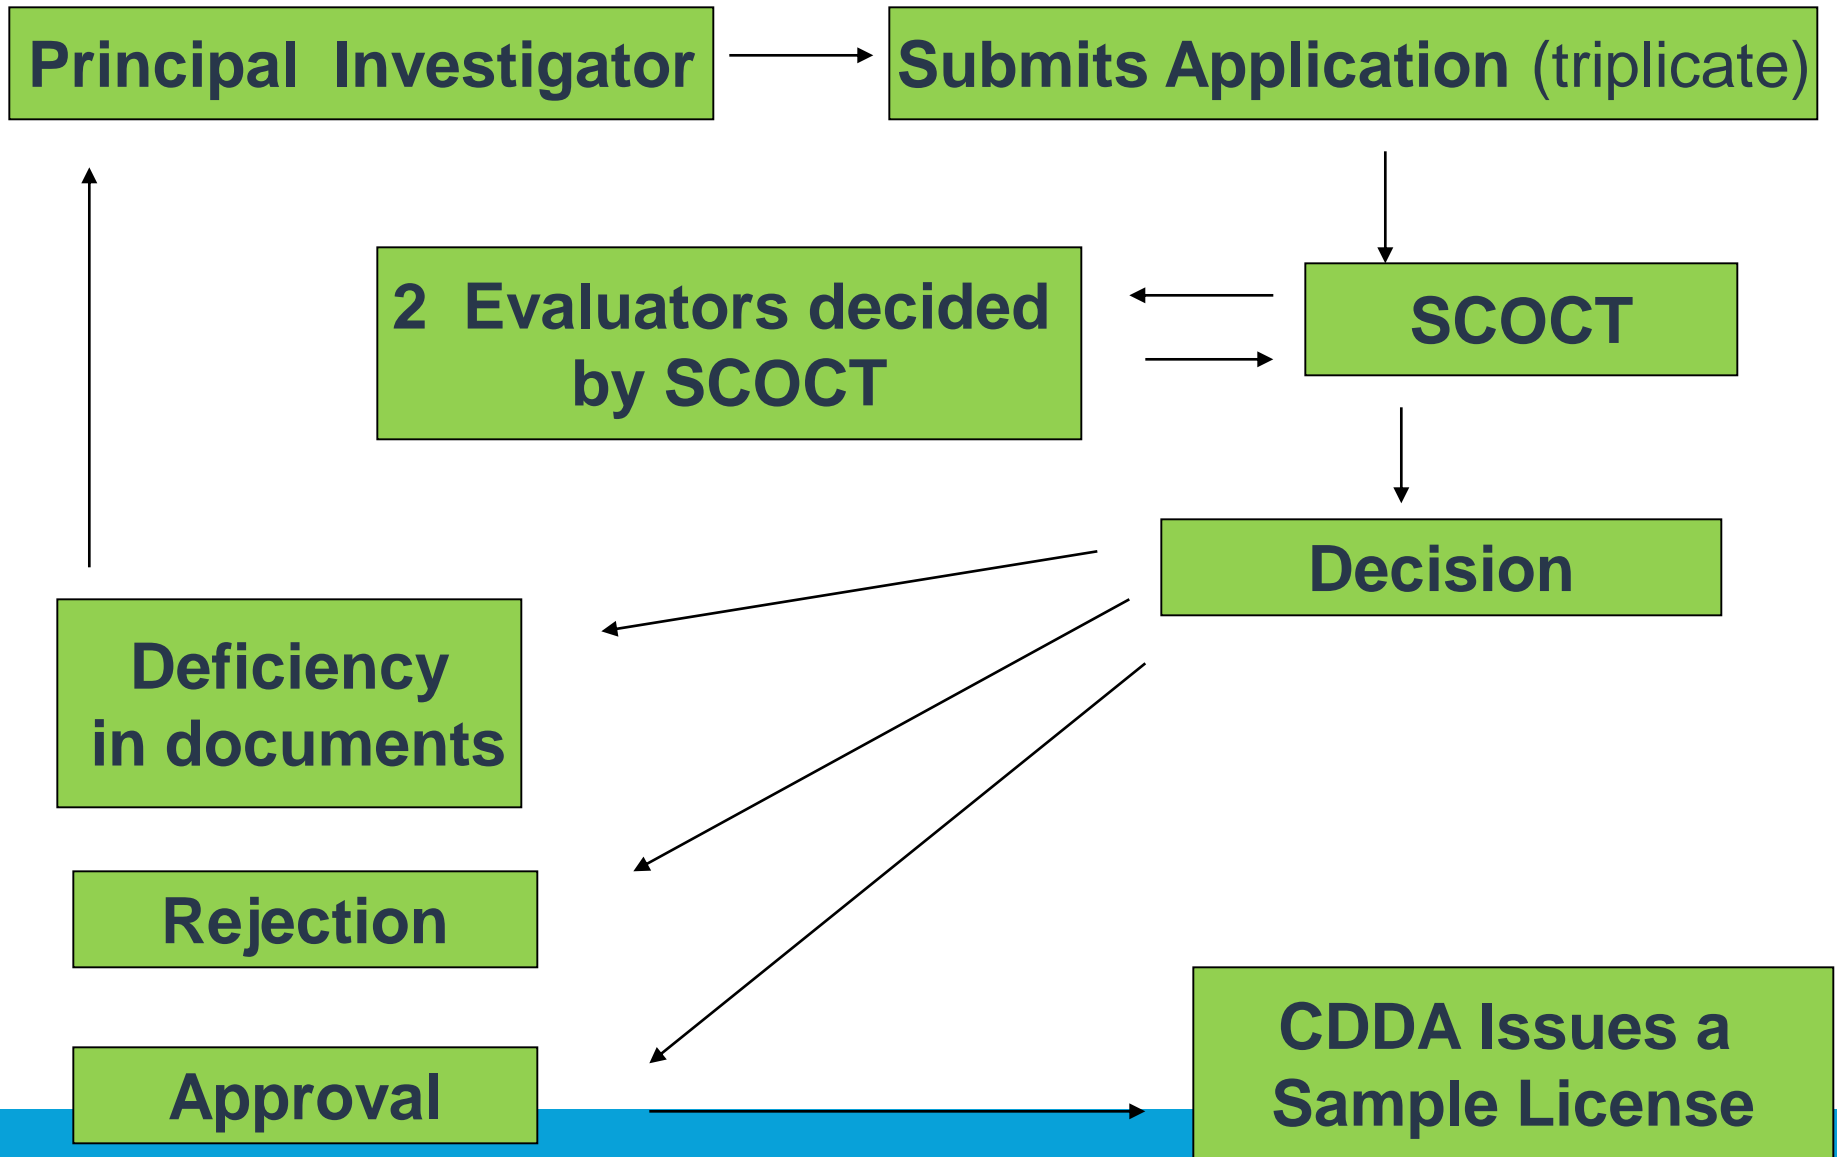 Principal Investigator
Submits Application (triplicate)
2 Evaluators decided
by SCOCT
SCOCT
Decision
Deficiency
in documents
Rejection
Approval
CDDA Issues a
Sample License